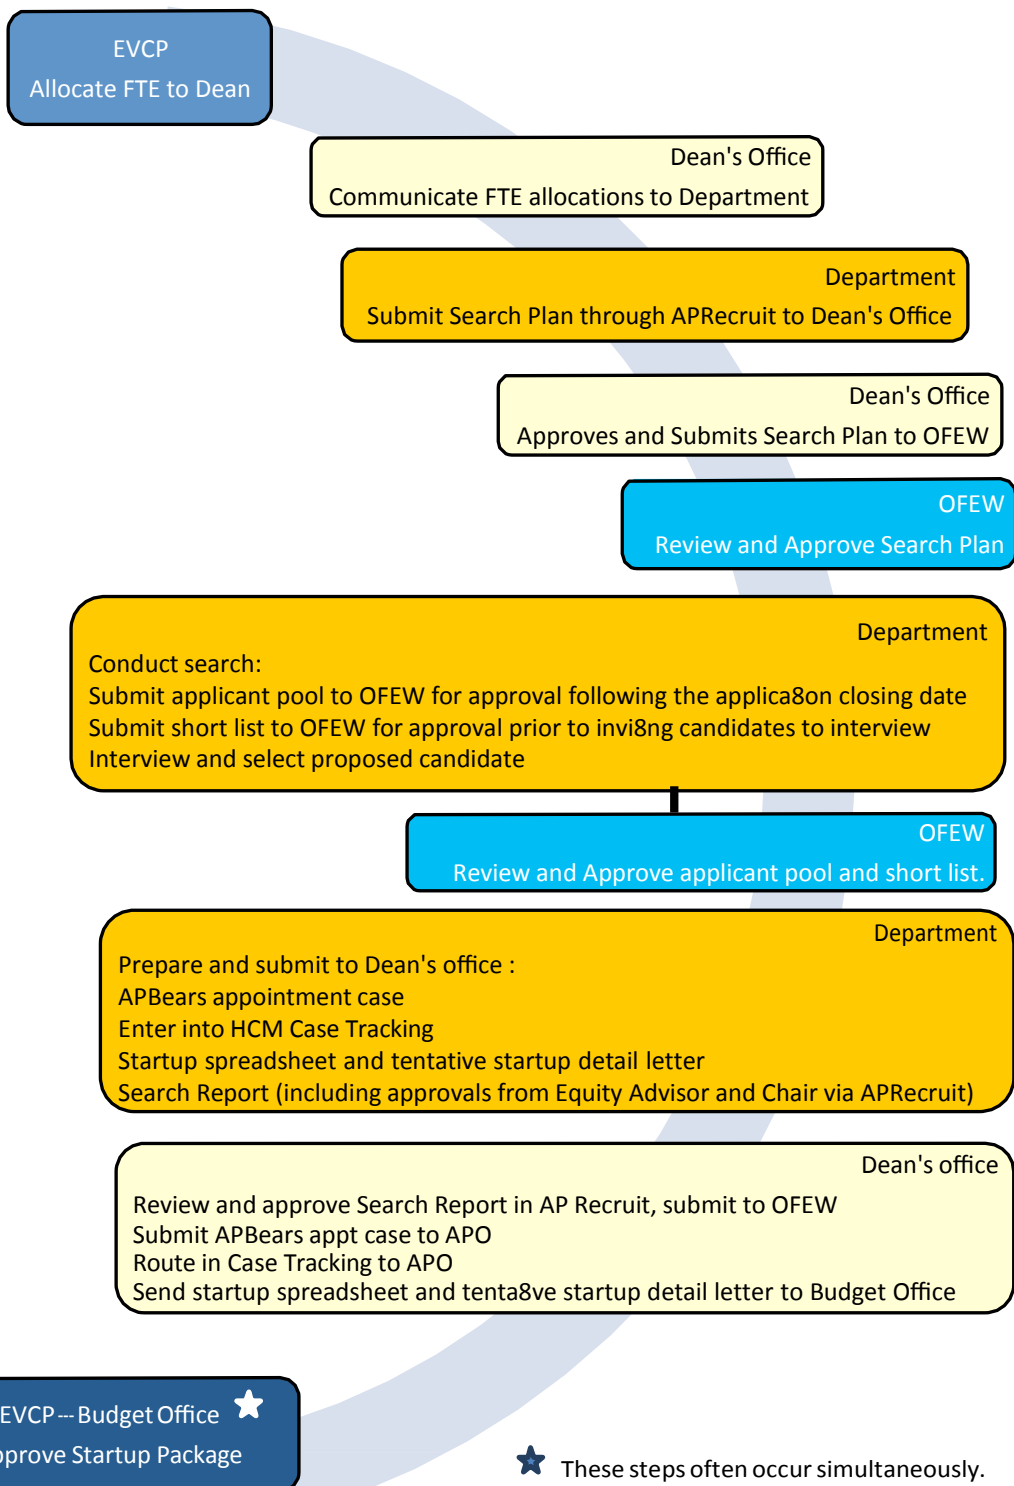 EVCP
Allocate FTE to Dean
Dean's Office
Communicate FTE allocations to Department
Department
Submit Search Plan through APRecruit to Dean's Office
Dean's Office
Approves and Submits Search Plan to OFEW
OFEW
Review and Approve Search Plan
Department
Conduct search:
Submit applicant pool to OFEW for approval following the applica8on closing date
Submit short list to OFEW for approval prior to invi8ng candidates to interview
Interview and select proposed candidate
OFEW
Review and Approve applicant pool and short list.
Department
Prepare and submit to Dean's office :
APBears appointment case
Enter into HCM Case Tracking
Startup spreadsheet and tentative startup detail letter
Search Report (including approvals from Equity Advisor and Chair via APRecruit)
Dean's office
Review and approve Search Report in AP Recruit, submit to OFEW
Submit APBears appt case to APO
Route in Case Tracking to APO
Send startup spreadsheet and tenta8ve startup detail letter to Budget Office
EVCP---Budget Office
pprove Startup Package
These steps often occur simultaneously.